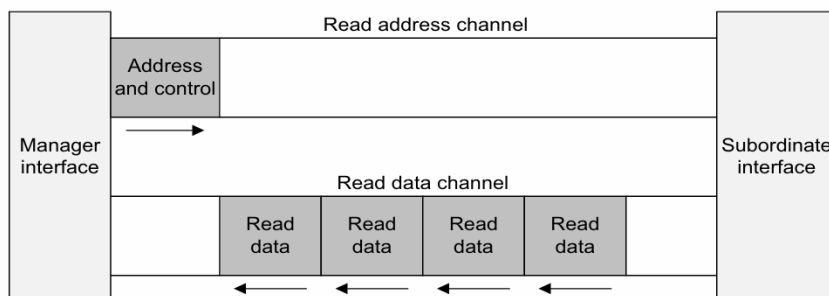 Read address channel
Address
and control
Manager
interface
Subordinate
interface
Read data channel
Read
data
Read
data
Read
data
Read
data